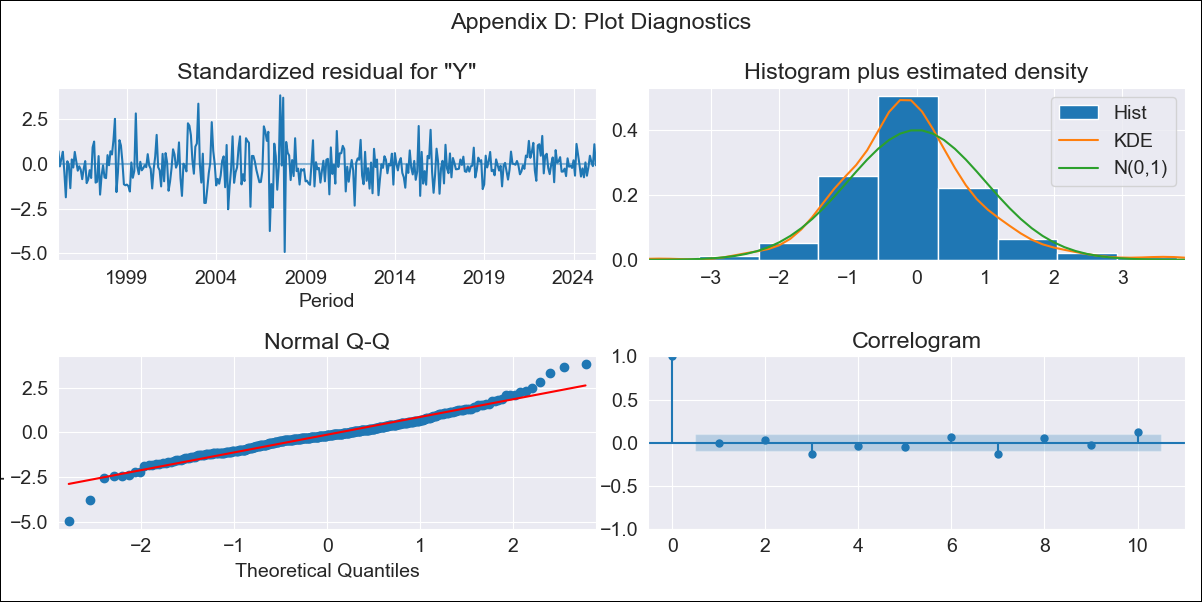 Appendix D: Plot Diagnostics
Standardized residual for "Y"
2.5
0.0
−2.5
−5.0
1999 2004 2009 2014 2019 2024
Period
Histogram plus estimated density
0.4
0.2
0.0
Hist
KDE
N(0,1)
−3 −2 −1 0 1 2 3
Normal Q-Q
2.5
0.0
−2.5
−5.0
−2 −1 0 1 2
Theoretical Quantiles
Correlogram
1.0
0.5
0.0
−0.5
−1.0
0 2 4 6 8 10